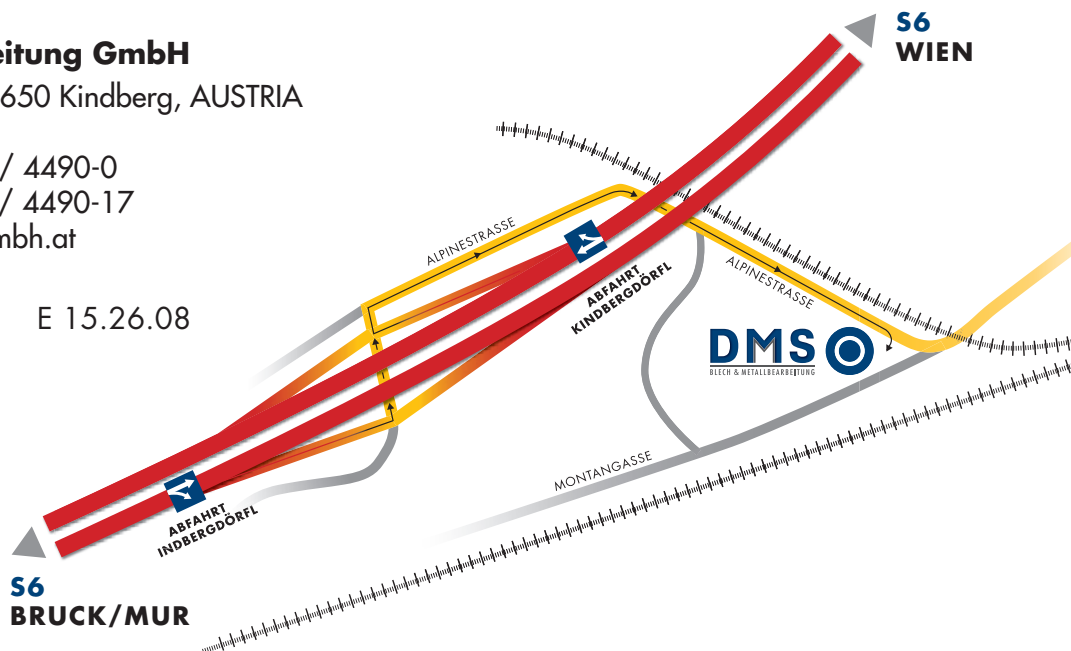 eitung GmbH
650 Kindberg, AUSTRIA
/ 4490-0
/ 4490-17
mbh.at
E 15.26.08
S6
WIEN
ALPINESTRASSE
ABFAHRT
KINDBERGDÖRFL
ALPINESTRASSE
DMS
BLECH & METALLBEARBEITUNG
MONTANGASSE
ABFAHRT
INDBERGDÖRFL
S6
BRUCK/MUR